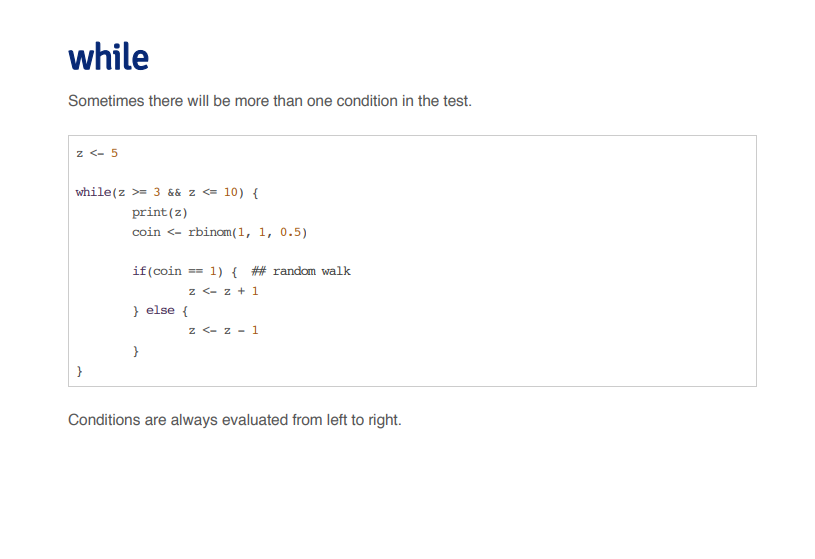 while
Sometimes there will be more than one condition in the test.
z <- 5
while(z >= 3 && z <= 10) {
        print(z)
        coin <- rbinom(1, 1, 0.5)
        if(coin == 1) {  ## random walk
                z <- z + 1
        } else {
                z <- z - 1
        }
}
Conditions are always evaluated from left to right.